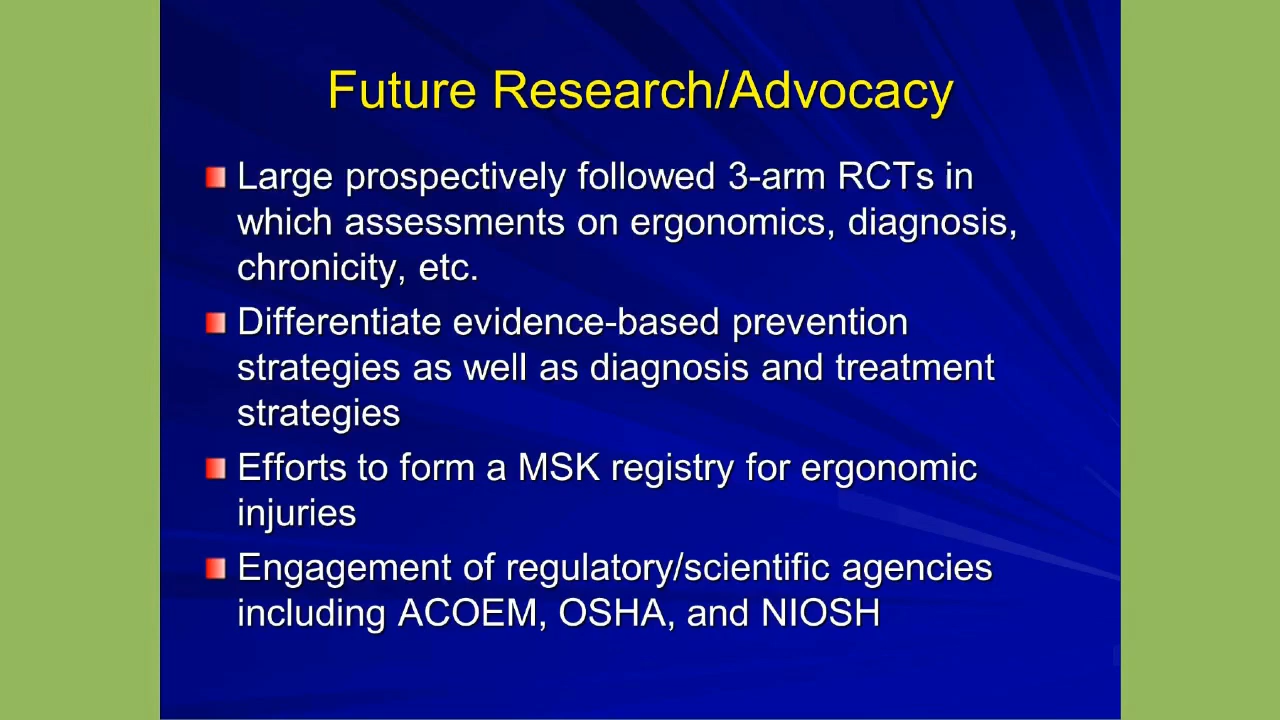 Future Research/Advocacy
Large prospectively followed 3-arm RCTs in
which assessments on ergonomics, diagnosis,
chronicity, etc.
Differentiate evidence-based prevention
strategies as well as diagnosis and treatment
strategies
Efforts to form a MSK registry for ergonomic
injuries
Engagement of regulatory/scientific agencies
including ACOEM, OSHA, and NIOSH